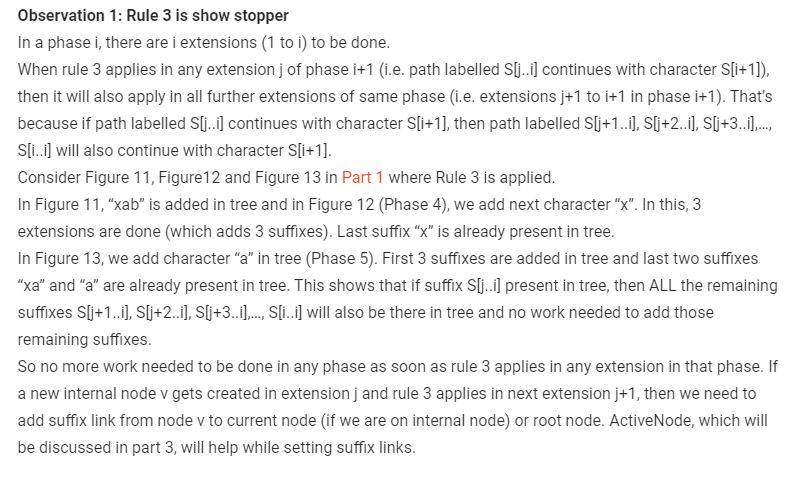 Observation 1: Rule 3 is show stopper
In a phase i, there are i extensions (1 to i) to be done.
When rule 3 applies in any extension j of phase i+1 (i.e. path labelled S[j..i] continues with character S[i+1]),
then it will also apply in all further extensions of same phase (i.e. extensions j+1 to i+1 in phase i+1). That's
because if path labelled S[j..i] continues with character S[i+1], then path labelled S[j+1..i], S[j+2..i], S[j+3..i],...,
S[i..i] will also continue with character S[i+1].
Consider Figure 11, Figure12 and Figure 13 in Part 1 where Rule 3 is applied.
In Figure 11, “xab” is added in tree and in Figure 12 (Phase 4), we add next character “x”. In this, 3
extensions are done (which adds 3 suffixes). Last suffix “x” is already present in tree.
In Figure 13, we add character “a” in tree (Phase 5). First 3 suffixes are added in tree and last two suffixes
“xa” and “a” are already present in tree. This shows that if suffix S[j..i] present in tree, then ALL the remaining
suffixes S[j+1..i], S[j+2..i], S[j+3..i],..., S[i..i] will also be there in tree and no work needed to add those
remaining suffixes.
So no more work needed to be done in any phase as soon as rule 3 applies in any extension in that phase. If
a new internal node v gets created in extension j and rule 3 applies in next extension j+1, then we need to
add suffix link from node v to current node (if we are on internal node) or root node. ActiveNode, which will
be discussed in part 3, will help while setting suffix links.